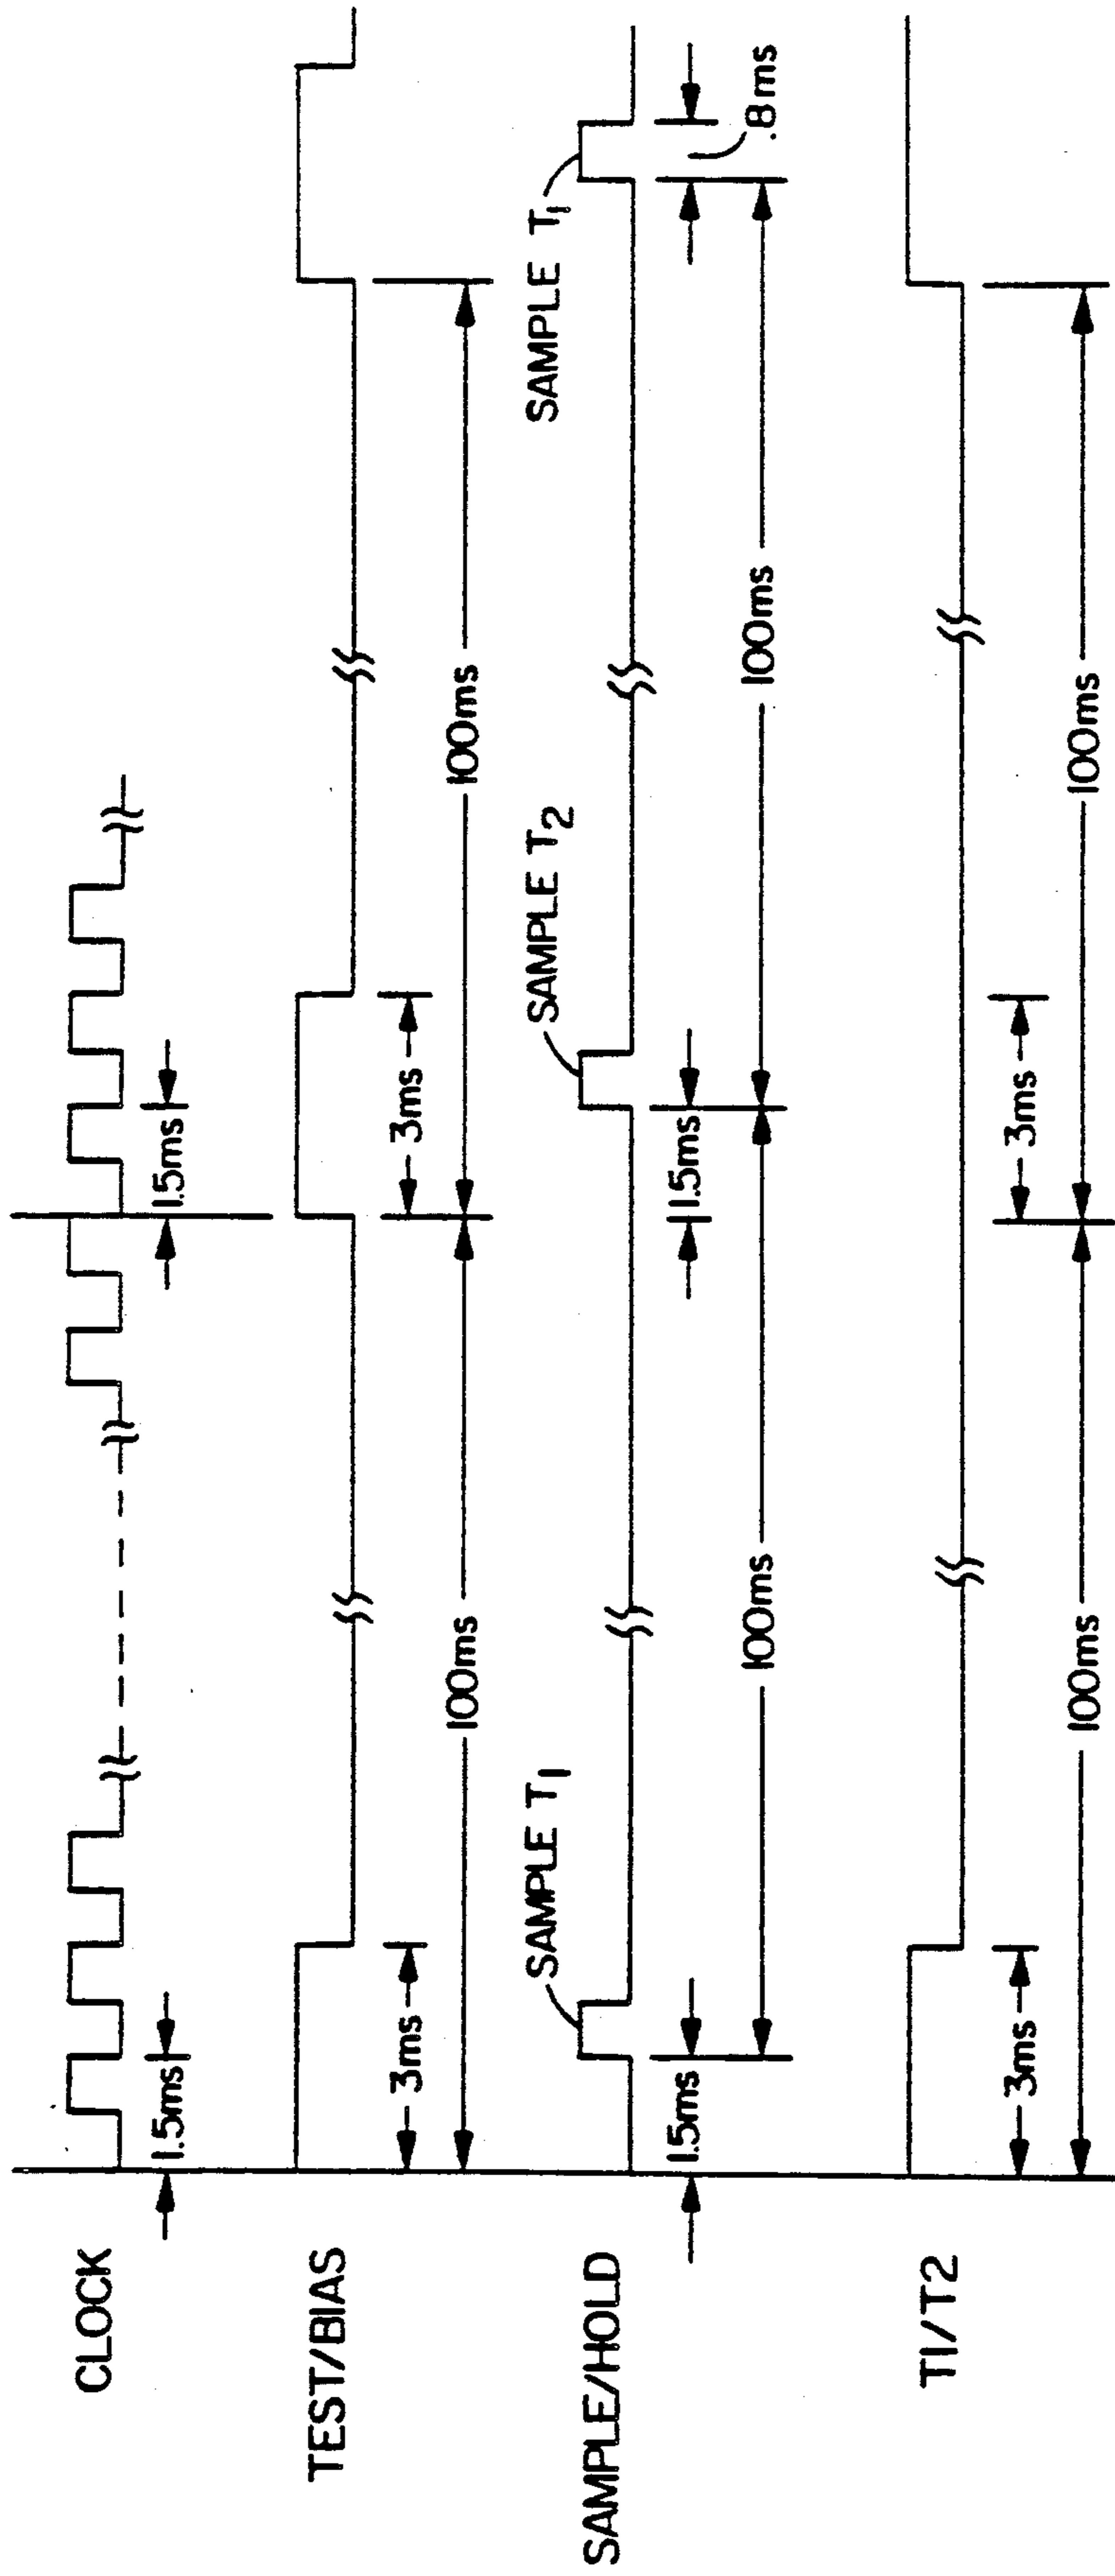 CLOCK
1.5ms
1.5ms
TEST/BIAS
3ms
3ms
100ms
100ms
SAMPLE/HOLD
SAMPLE T1
SAMPLE T2
SAMPLE T1
1.5ms
1.5ms
.8ms
100ms
100ms
T1/T2
3ms
3ms
100ms
100ms